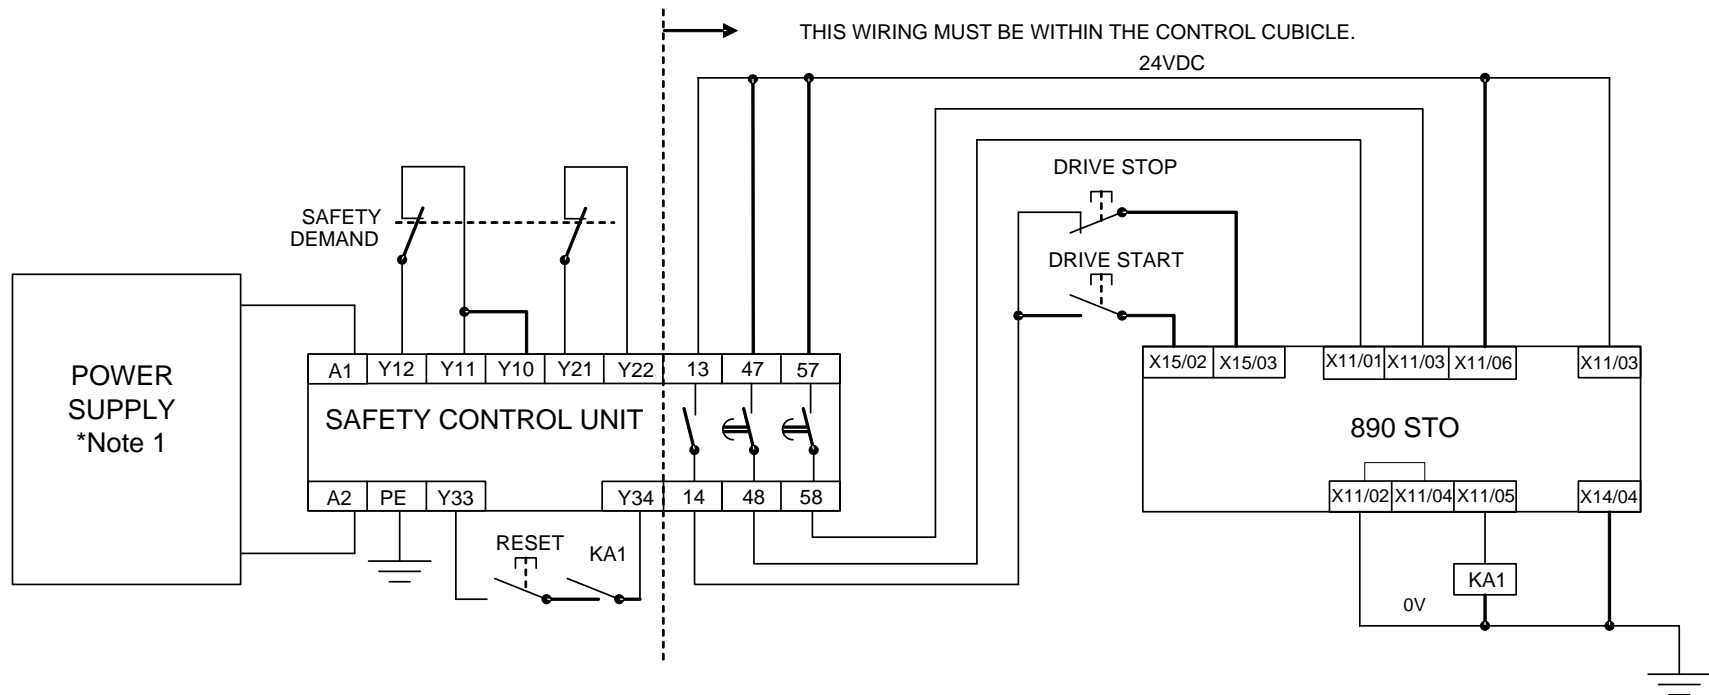 THIS WIRING MUST BE WITHIN THE CONTROL CUBICLE.
24VDC
DRIVE STOP
SAFETY
DEMAND
DRIVE START
POWER
SUPPLY
*Note 1
A1 Y12 Y11 Y10 Y21 Y22 13 47 57
X15/02 X15/03 X11/01 X11/03 X11/06 X11/03
SAFETY CONTROL UNIT
890 STO
A2 PE Y33 Y34 14 48 58
X11/02 X11/04 X11/05 X14/04
RESET KA1
KA1
0V